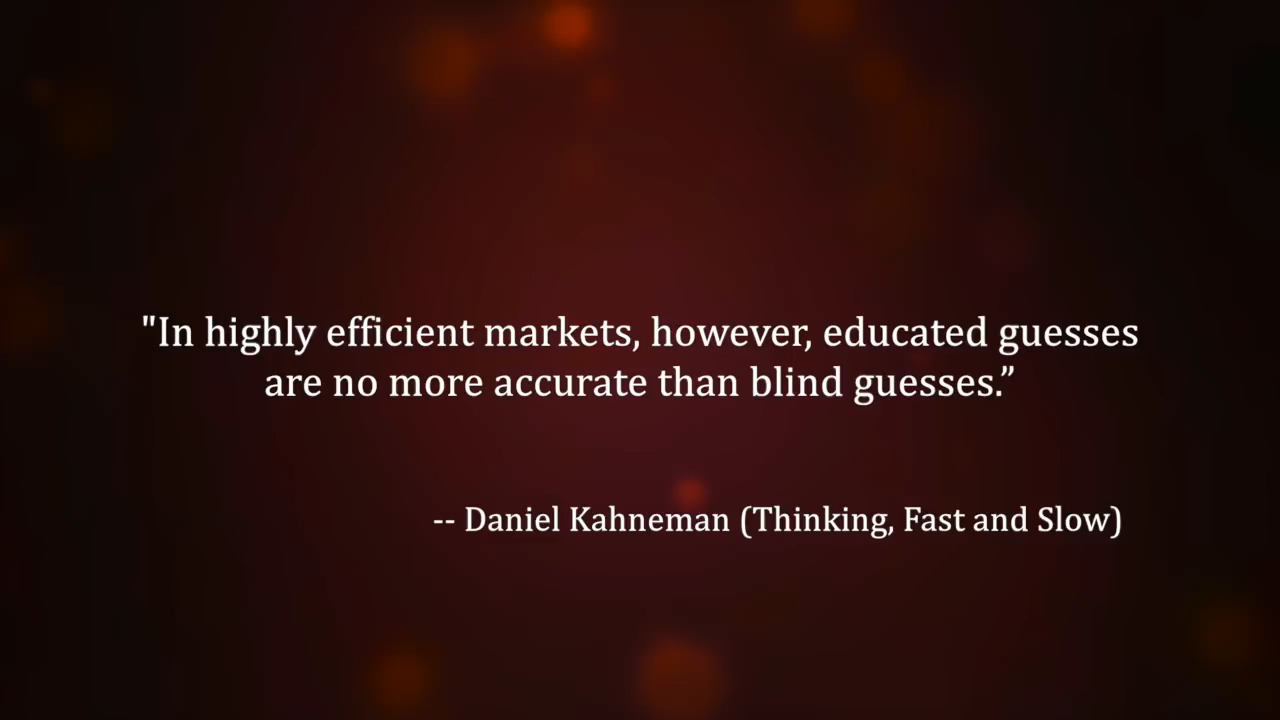 "In highly efficient markets, however, educated guesses
are no more accurate than blind guesses.”
-- Daniel Kahneman (Thinking, Fast and Slow)